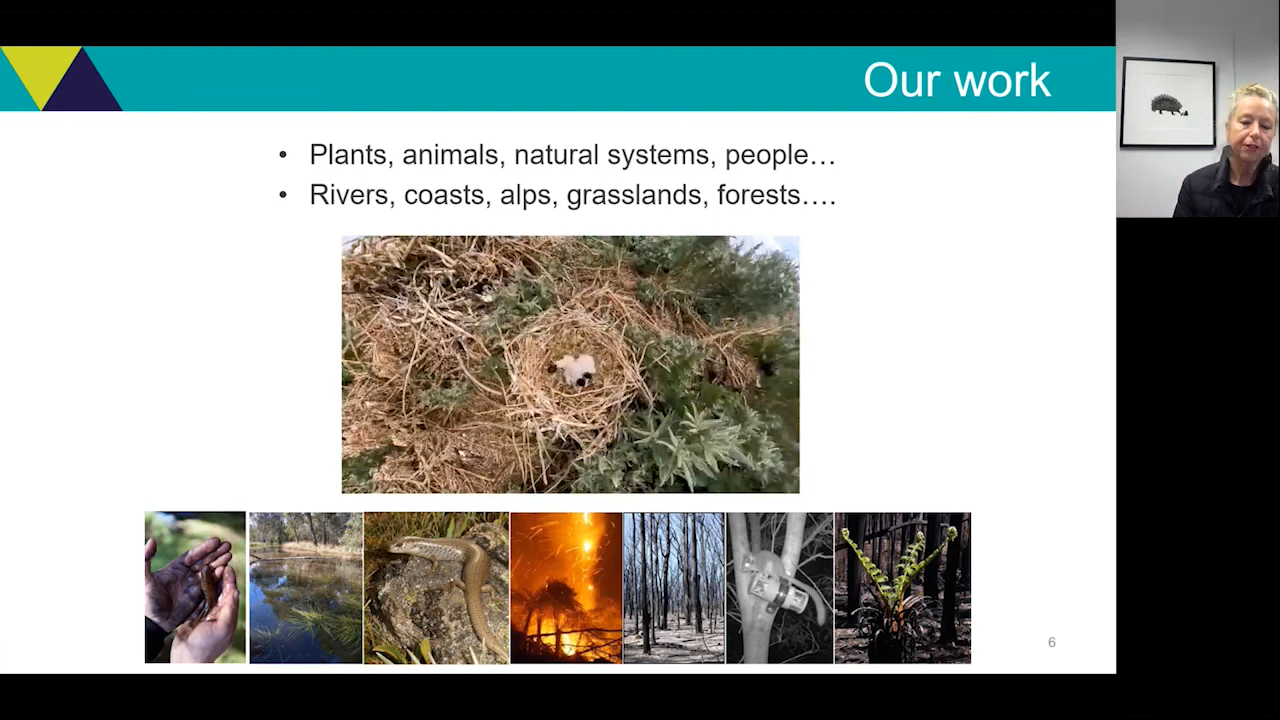 Our work
• Plants, animals, natural systems, people…
• Rivers, coasts, alps, grasslands, forests….
6